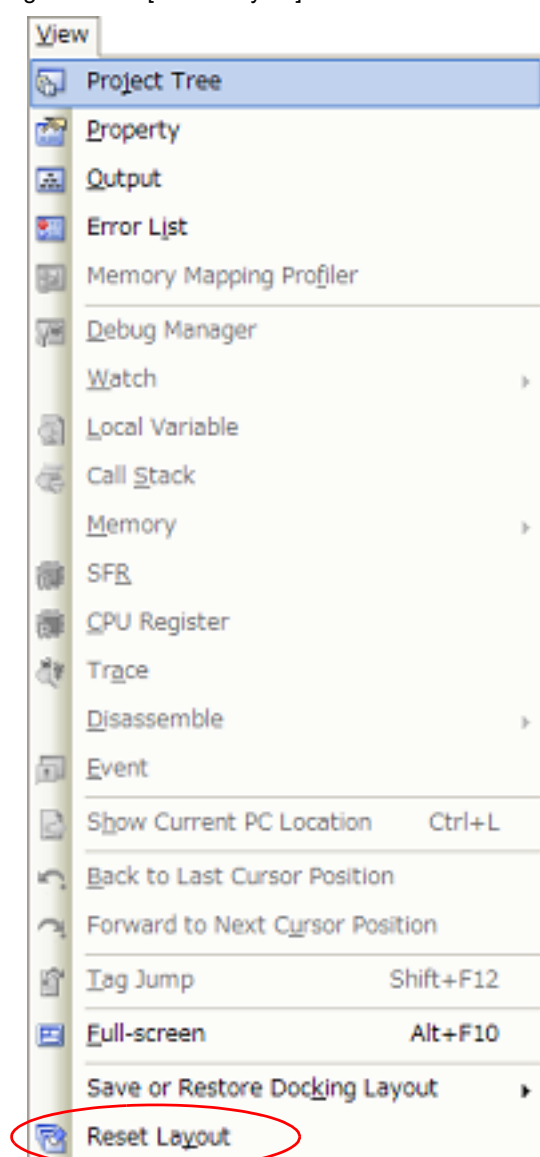 View
Project Tree
Property
Output
Error List
Memory Mapping Profiler
Debug Manager
Watch
Local Variable
Call Stack
Memory
SFR
CPU Register
Trace
Disassemble
Event
Show Current PC Location Ctrl+L
Back to Last Cursor Position
Forward to Next Cursor Position
Tag Jump Shift+F12
Full-screen Alt+F10
Save or Restore Docking Layout
Reset Layout